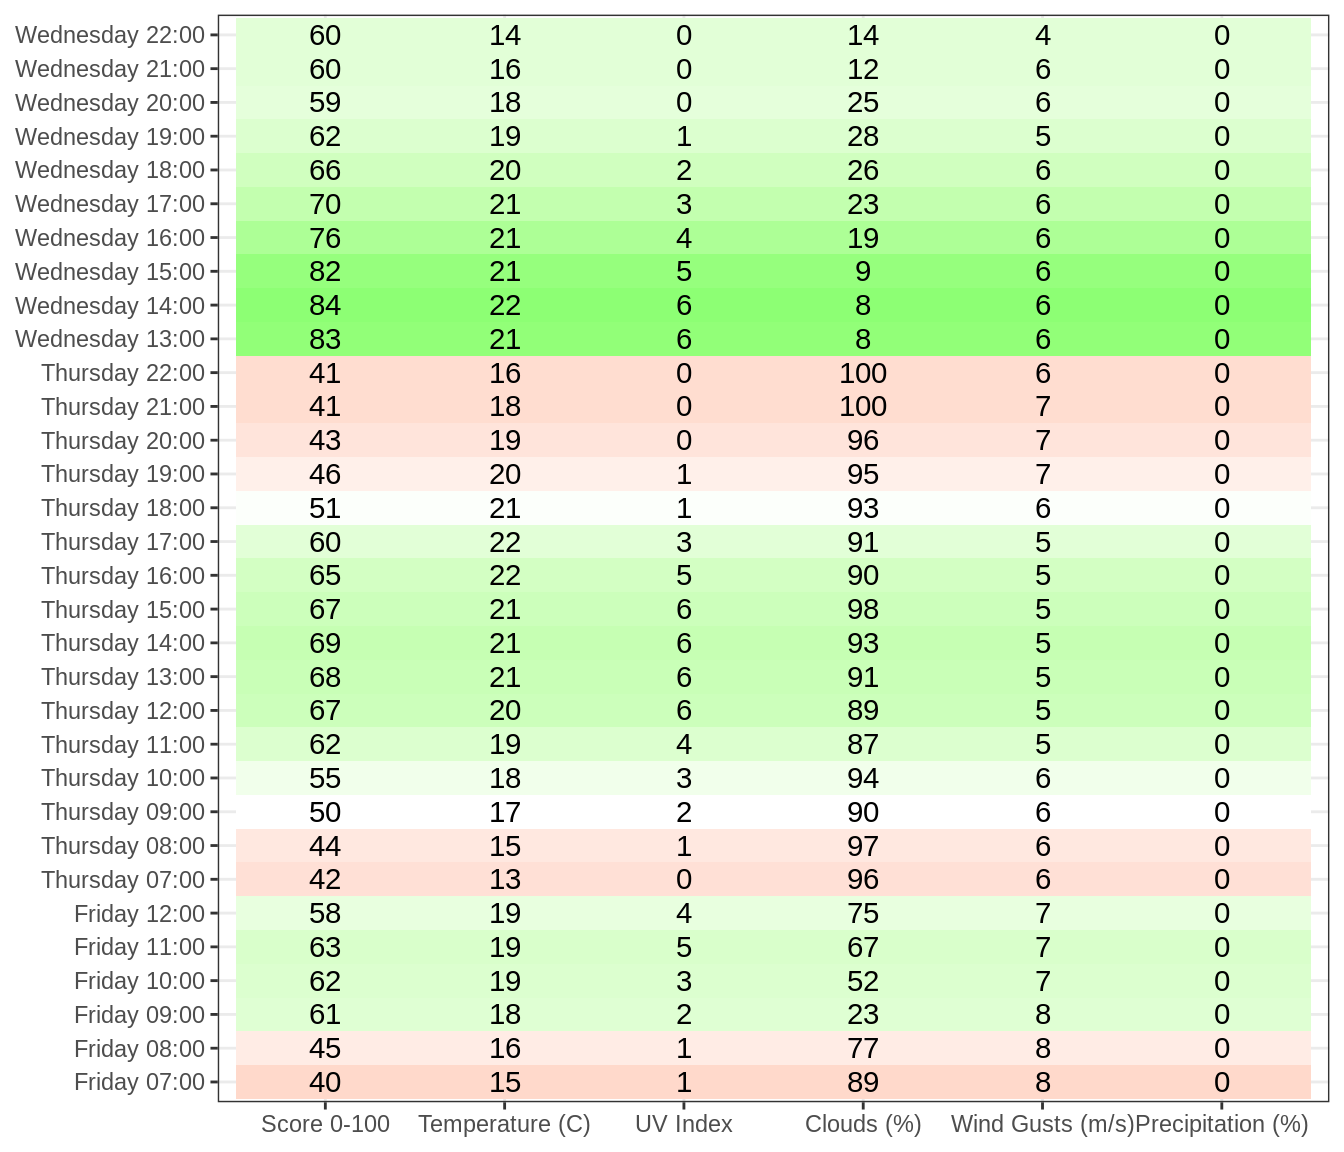 Wednesday 22:00 60 14 0 14 4 0
Wednesday 21:00 60 16 0 12 6 0
Wednesday 20:00 59 18 0 25 6 0
Wednesday 19:00 62 19 1 28 5 0
Wednesday 18:00 66 20 2 26 6 0
Wednesday 17:00 70 21 3 23 6 0
Wednesday 16:00 76 21 4 19 6 0
Wednesday 15:00 82 21 5 9 6 0
Wednesday 14:00 84 22 6 8 6 0
Wednesday 13:00 83 21 6 8 6 0
Thursday 22:00 41 16 0 100 6 0
Thursday 21:00 41 18 0 100 7 0
Thursday 20:00 43 19 0 96 7 0
Thursday 19:00 46 20 1 95 7 0
Thursday 18:00 51 21 1 93 6 0
Thursday 17:00 60 22 3 91 5 0
Thursday 16:00 65 22 5 90 5 0
Thursday 15:00 67 21 6 98 5 0
Thursday 14:00 69 21 6 93 5 0
Thursday 13:00 68 21 6 91 5 0
Thursday 12:00 67 20 6 89 5 0
Thursday 11:00 62 19 4 87 5 0
Thursday 10:00 55 18 3 94 6 0
Thursday 09:00 50 17 2 90 6 0
Thursday 08:00 44 15 1 97 6 0
Thursday 07:00 42 13 0 96 6 0
Friday 12:00 58 19 4 75 7 0
Friday 11:00 63 19 5 67 7 0
Friday 10:00 62 19 3 52 7 0
Friday 09:00 61 18 2 23 8 0
Friday 08:00 45 16 1 77 8 0
Friday 07:00 40 15 1 89 8 0
Score 0-100 Temperature (C) UV Index Clouds (%) Wind Gusts (m/s) Precipitation (%)